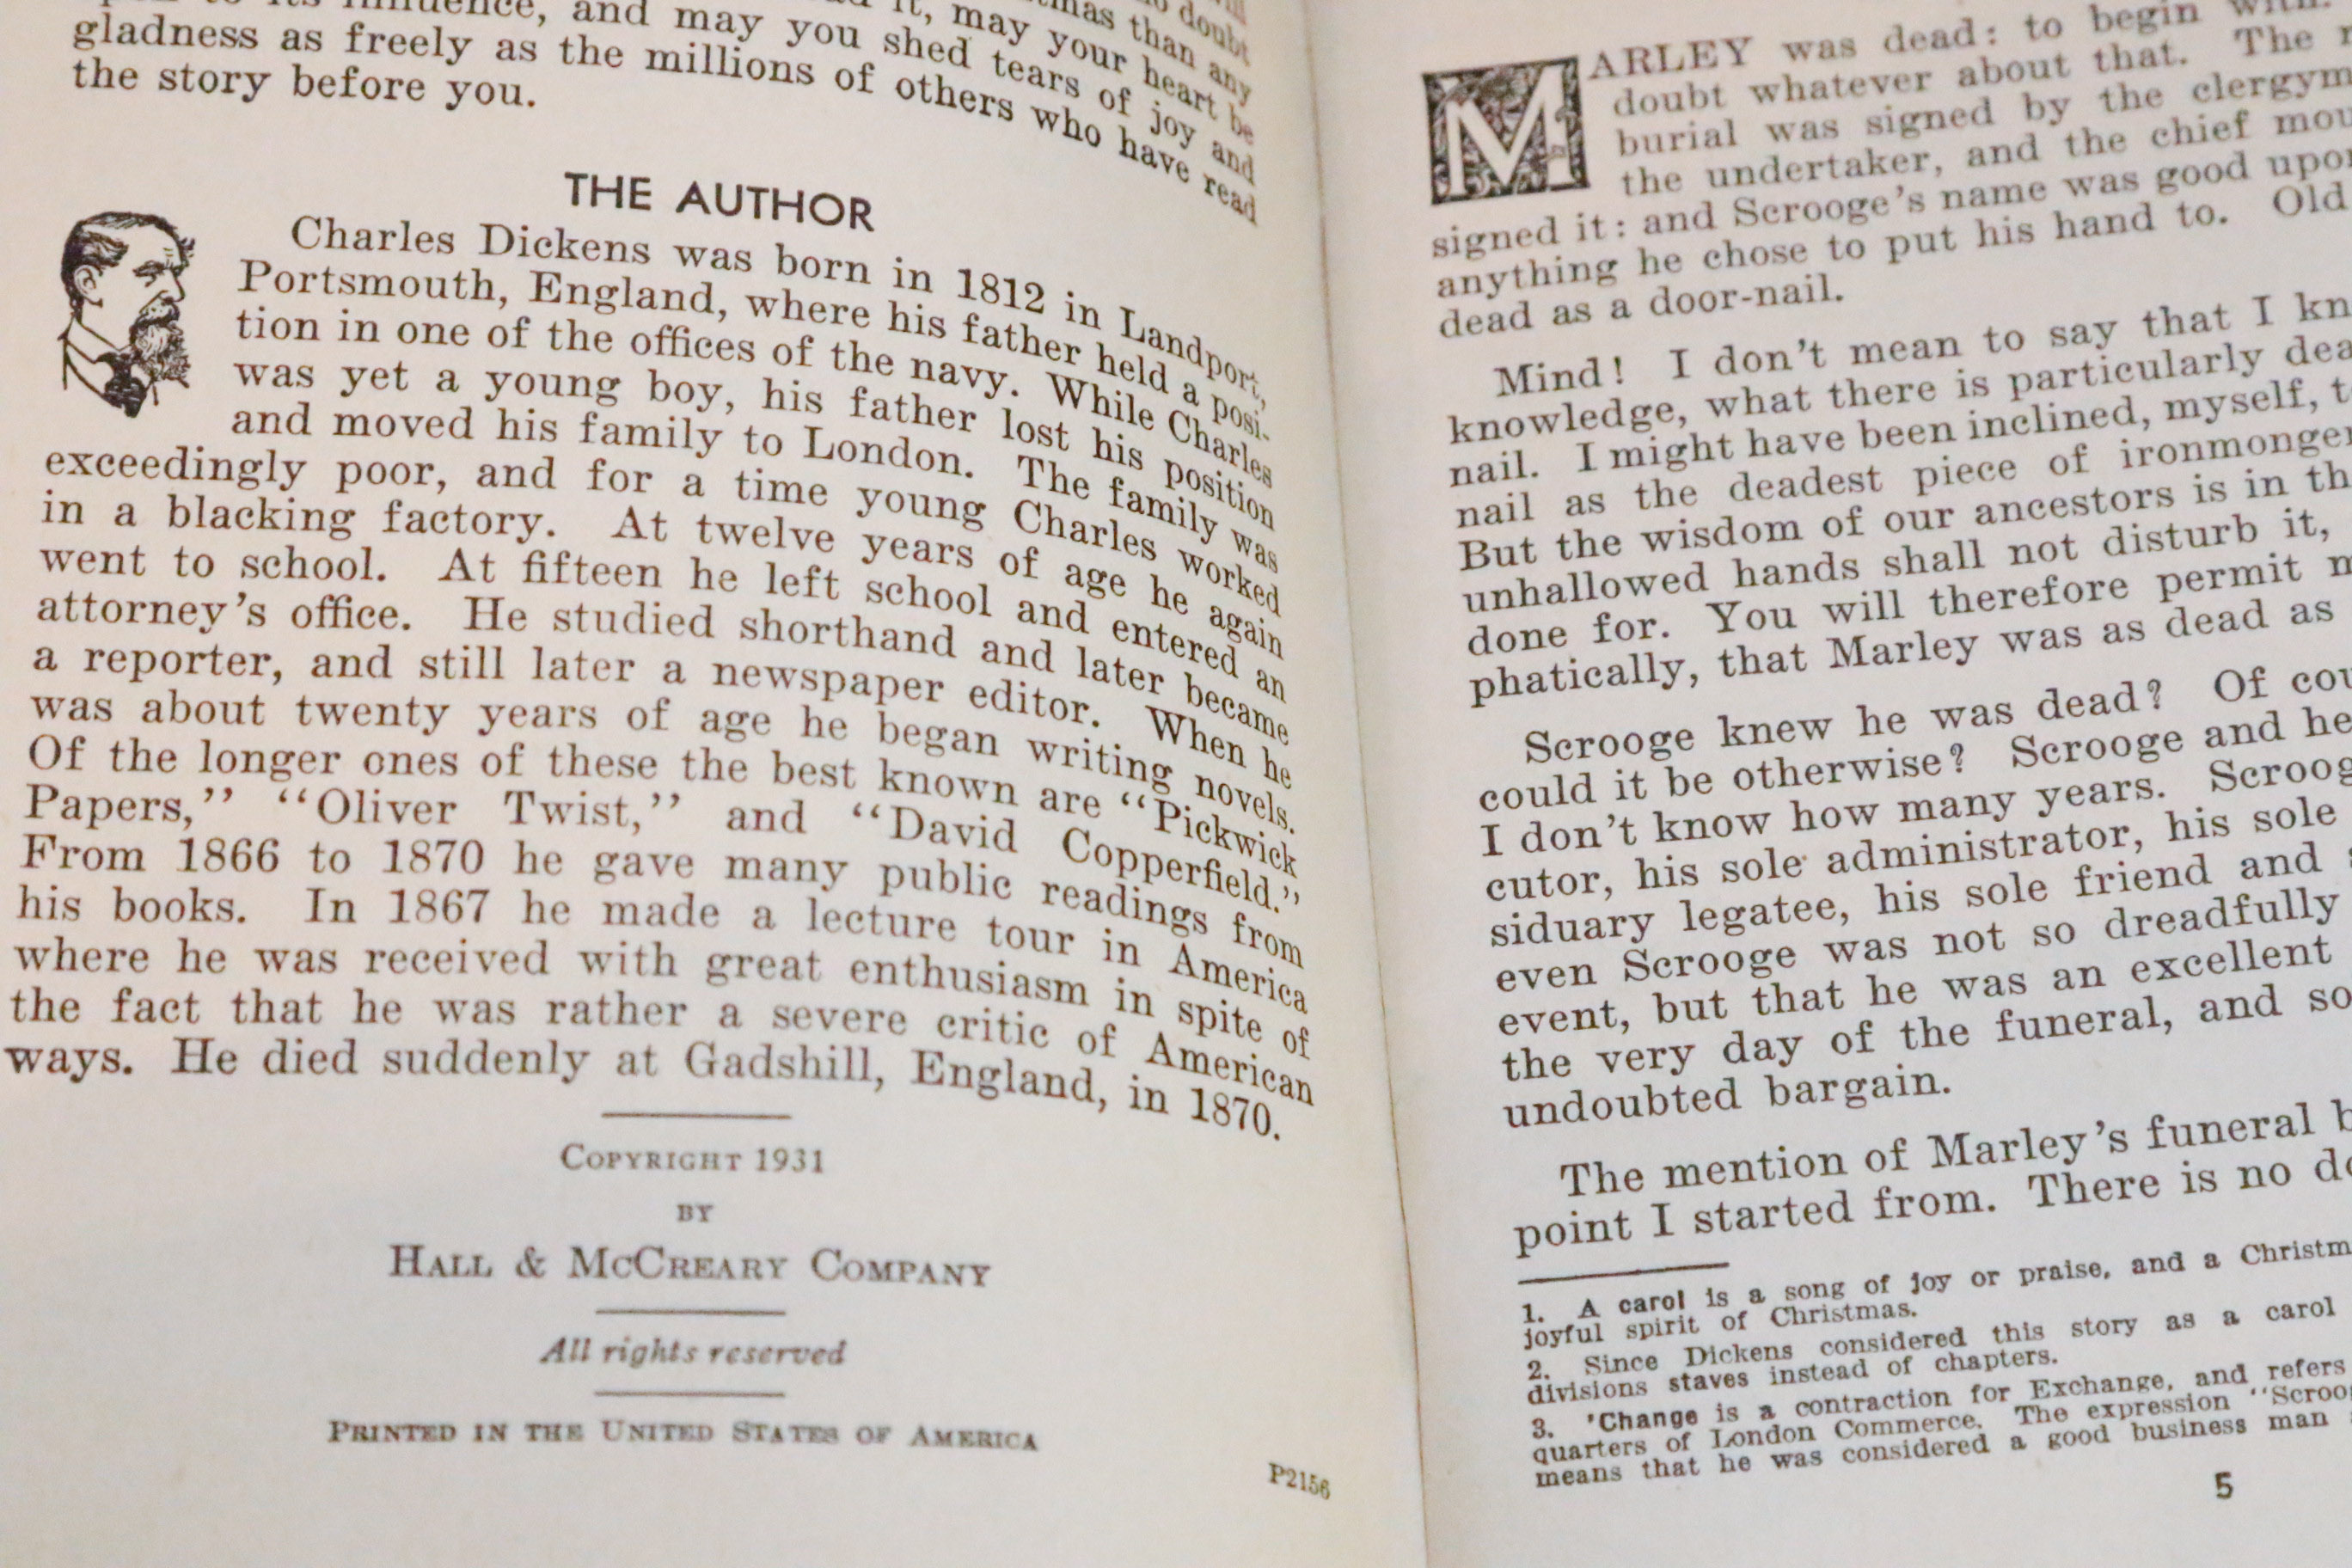 doubt
than any
it, may your heart be
and may you shed tears of joy and
gladness as freely as the millions of others who have read
the story before you.
THE AUTHOR
Charles Dickens was born in 1812 in Landport,
Portsmouth, England, where his father held a posi-
tion in one of the offices of the navy. While Charles
was yet a young boy, his father lost his position
and moved his family to London. The family was
exceedingly poor, and for a time young Charles worked
in a blacking factory. At twelve years of age he again
went to school. At fifteen he left school and entered an
attorney's office. He studied shorthand and later became
a reporter, and still later a newspaper editor. When he
was about twenty years of age he began writing novels.
Of the longer ones of these the best known are "Pickwick
Papers," "Oliver Twist," and "David Copperfield."
From 1866 to 1870 he gave many public readings from
his books. In 1867 he made a lecture tour in America
where he was received with great enthusiasm in spite of
the fact that he was rather a severe critic of American
ways. He died suddenly at Gadshill, England, in 1870.
COPYRIGHT 1931
BY
HALL & MCCREARY COMPANY
All rights reserved
PRINTED IN THE UNITED STATES OF AMERICA
P2156
MARLEY was dead: to begin with.
doubt whatever about that. The
burial was signed by the clergym
the undertaker, and the chief mou
signed it: and Scrooge's name was good upon
anything he chose to put his hand to. Old
dead as a door-nail.
Mind! I don't mean to say that I kn
knowledge, what there is particularly dea
nail. I might have been inclined, myself, t
nail as the deadest piece of ironmonger
But the wisdom of our ancestors is in th
unhallowed hands shall not disturb it,
done for. You will therefore permit m
phatically, that Marley was as dead as
Scrooge knew he was dead? Of cou
could it be otherwise? Scrooge and he
I don't know how many years. Scroog
cutor, his sole administrator, his sole
siduary legatee, his sole friend and
even Scrooge was not so dreadfully
event, but that he was an excellent
the very day of the funeral, and so
undoubted bargain.
The mention of Marley's funeral b
point I started from. There is no do
1. A carol is a song of joy or praise, and a Christm
joyful spirit of Christmas.
2. Since Dickens considered this story as a carol
divisions staves instead of chapters.
3. 'Change is a contraction for Exchange, and refers
quarters of London Commerce. The expression "Scroo
means that he was considered a good business man
5